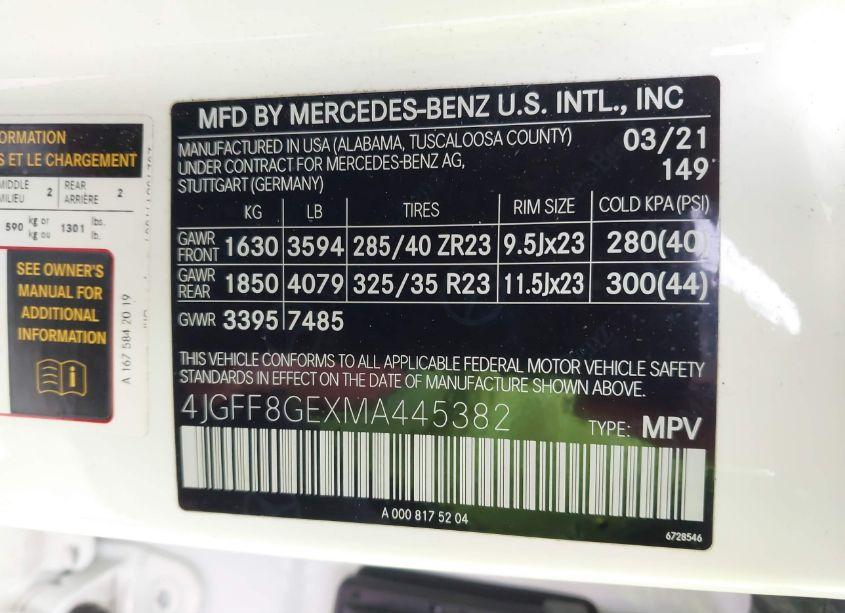 ORMATION
S ET LE CHARGEMENT
MIDDLE 2 REAR 2
MILIEU ARRIÈRE
590 kg or 1301 lbs.
kg ou lb.
SEE OWNER'S
MANUAL FOR
ADDITIONAL
INFORMATION
A 167 584 20 19
MFD BY MERCEDES-BENZ U.S. INTL., INC
MANUFACTURED IN USA (ALABAMA, TUSCALOOSA COUNTY) 03/21
UNDER CONTRACT FOR MERCEDES-BENZ AG, 149
STUTTGART (GERMANY)
KG LB TIRES RIM SIZE COLD KPA (PSI)
GAWR FRONT 1630 3594 285/40 ZR23 9.5Jx23 280(40)
GAWR REAR 1850 4079 325/35 R23 11.5Jx23 300(44)
GVWR 3395 7485
THIS VEHICLE CONFORMS TO ALL APPLICABLE FEDERAL MOTOR VEHICLE SAFETY
STANDARDS IN EFFECT ON THE DATE OF MANUFACTURE SHOWN ABOVE.
4JGFF8GEXMA445382 TYPE: MPV
A 000 817 52 04
6728546